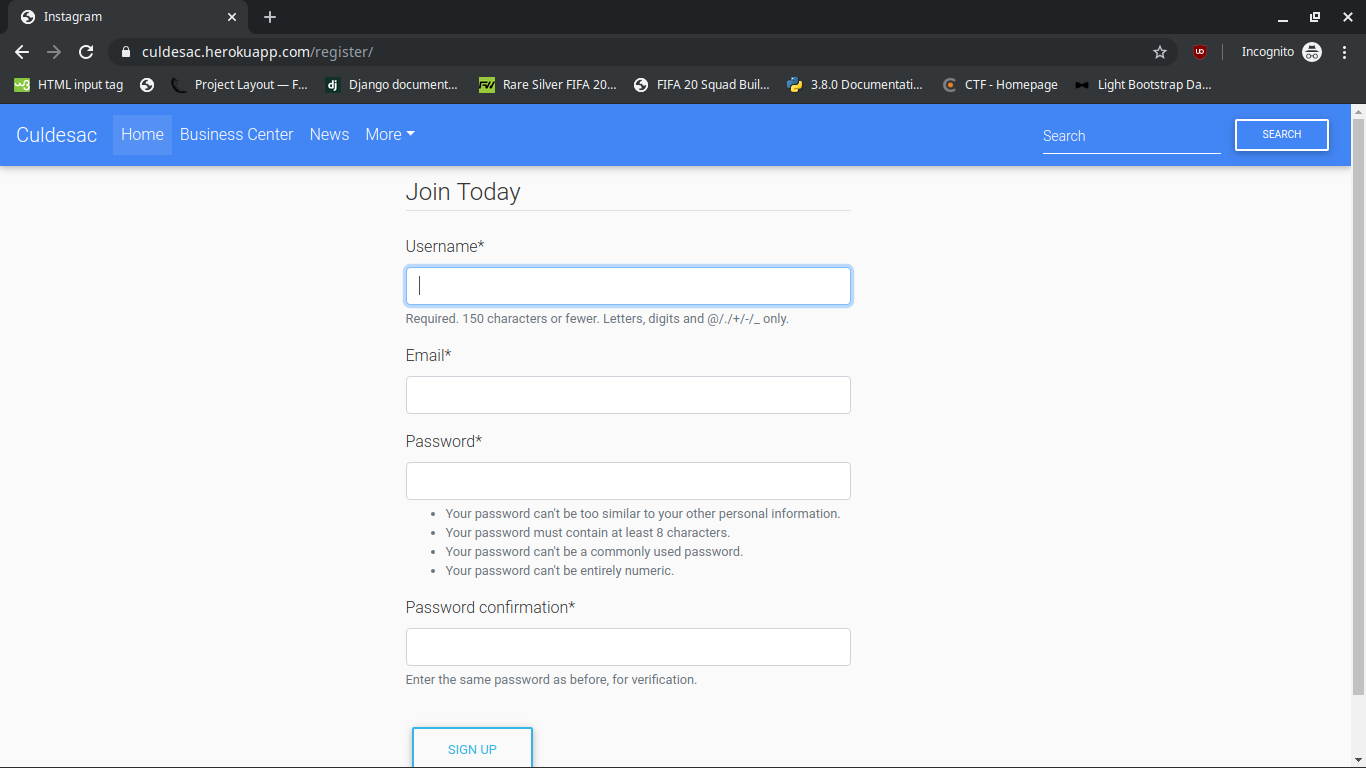 Instagram
culdesac.herokuapp.com/register/
Incognito
HTML input tag
Project Layout — F...
Django document...
Rare Silver FIFA 20...
FIFA 20 Squad Buil...
3.8.0 Documentati...
CTF - Homepage
Light Bootstrap Da...
Culdesac Home Business Center News More Search SEARCH
Join Today
Username*
Required. 150 characters or fewer. Letters, digits and @/./+/-/_ only.
Email*
Password*
• Your password can't be too similar to your other personal information.
• Your password must contain at least 8 characters.
• Your password can't be a commonly used password.
• Your password can't be entirely numeric.
Password confirmation*
Enter the same password as before, for verification.
SIGN UP